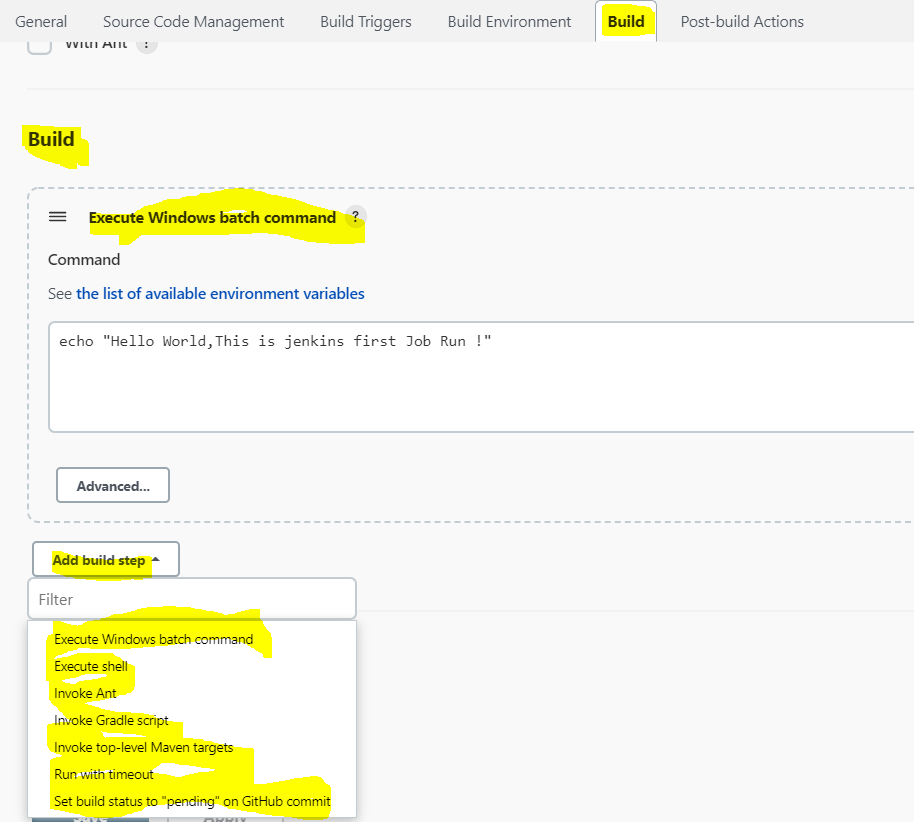 General Source Code Management Build Triggers Build Environment Build Post-build Actions
With Ant ?
Build
Execute Windows batch command ?
Command
See the list of available environment variables
echo "Hello World,This is jenkins first Job Run !"
Advanced...
Add build step
Filter
Execute Windows batch command
Execute shell
Invoke Ant
Invoke Gradle script
Invoke top-level Maven targets
Run with timeout
Set build status to "pending" on GitHub commit
Save Apply